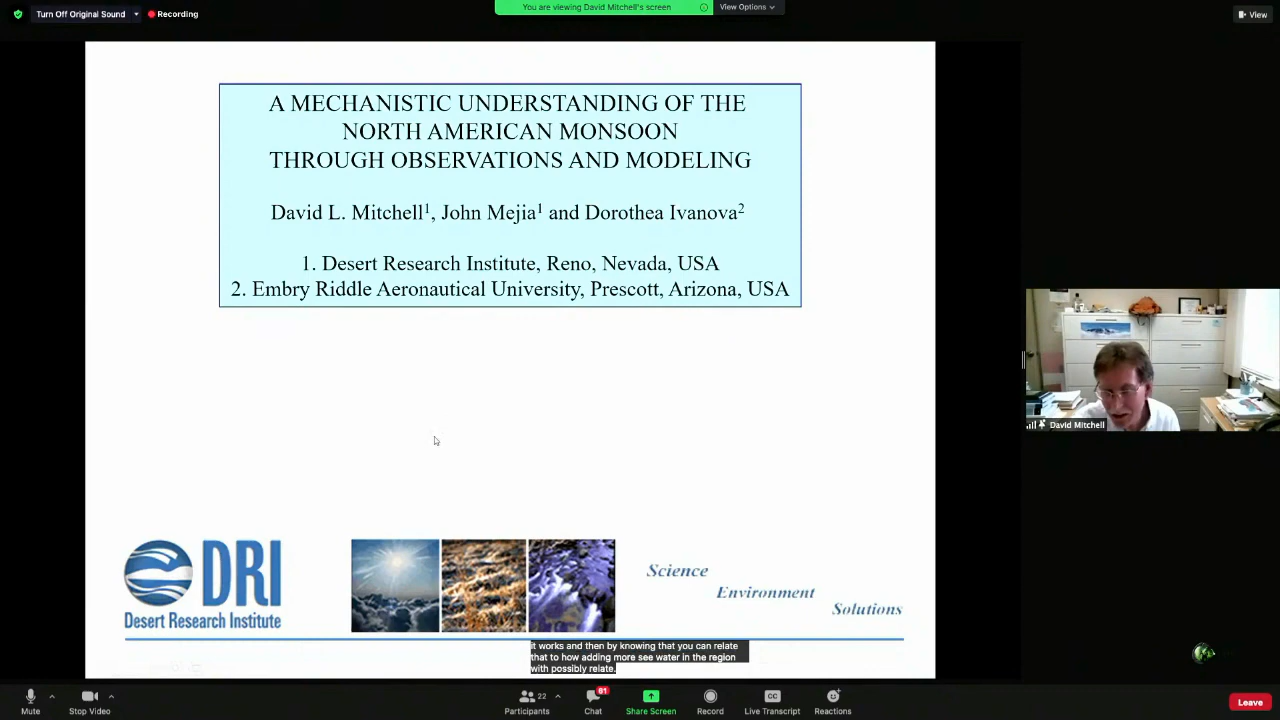 Turn Off Original Sound
Recording
You are viewing David Mitchell's screen
View Options
View
A MECHANISTIC UNDERSTANDING OF THE
NORTH AMERICAN MONSOON
THROUGH OBSERVATIONS AND MODELING
David L. Mitchell¹, John Mejia¹ and Dorothea Ivanova²
1. Desert Research Institute, Reno, Nevada, USA
2. Embry Riddle Aeronautical University, Prescott, Arizona, USA
David Mitchell
DRI
Desert Research Institute
Science
Environment
Solutions
it works and then by knowing that you can relate
that to how adding more see water in the region
with possibly relate.
Mute
Stop Video
22
Participants
81
Chat
Share Screen
Record
CC
Live Transcript
Reactions
Leave